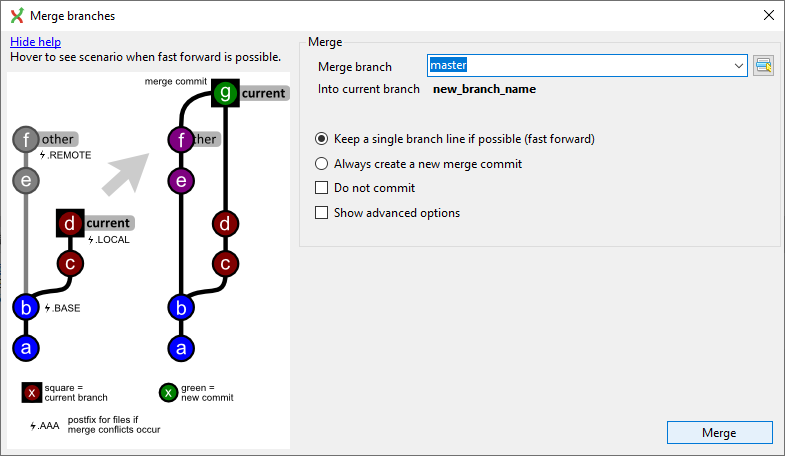 Merge branches
Hide help
Hover to see scenario when fast forward is possible.
merge commit
g current
f other
f ther
.REMOTE
e
e
d current
d
.LOCAL
c
c
b .BASE
b
a
a
x square =
current branch
x green =
new commit
.AAA postfix for files if
merge conflicts occur
Merge
Merge branch master
Into current branch new_branch_name
Keep a single branch line if possible (fast forward)
Always create a new merge commit
Do not commit
Show advanced options
Merge